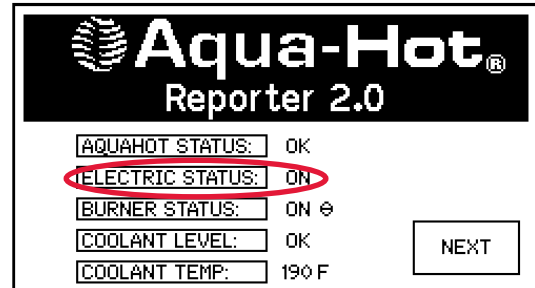 Aqua-Hot®
Reporter 2.0
AQUAHOT STATUS: OK
ELECTRIC STATUS: ON
BURNER STATUS: ON ⊖
COOLANT LEVEL: OK
NEXT
COOLANT TEMP: 190 F